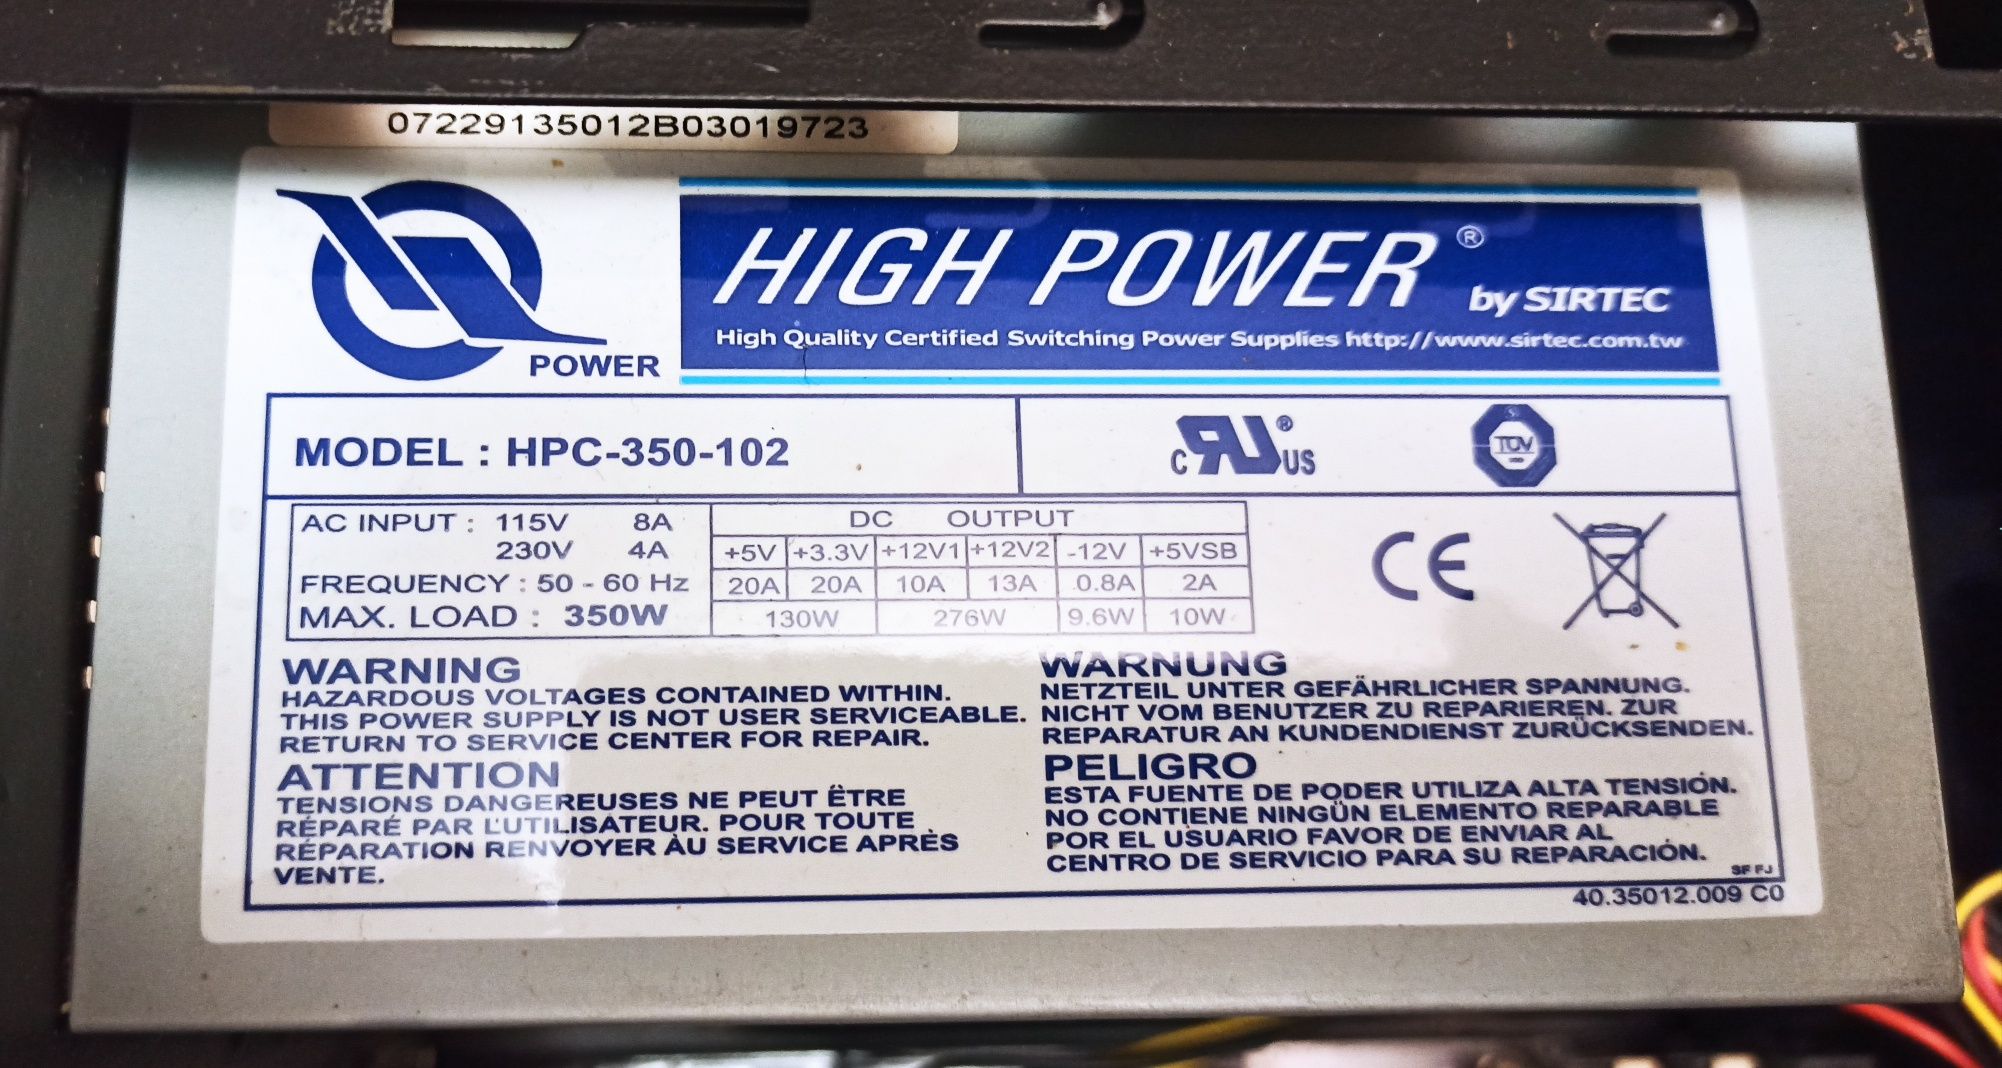 07229135012B03019723
POWER
HIGH POWER® by SIRTEC
High Quality Certified Switching Power Supplies http://www.sirtec.com.tw
MODEL : HPC-350-102
c RU® US
TÜV
AC INPUT : 115V 8A
230V 4A
FREQUENCY : 50 - 60 Hz
MAX. LOAD : 350W
DC OUTPUT
+5V +3.3V +12V1 +12V2 -12V +5VSB
20A 20A 10A 13A 0.8A 2A
130W 276W 9.6W 10W
CE
WARNING
HAZARDOUS VOLTAGES CONTAINED WITHIN.
THIS POWER SUPPLY IS NOT USER SERVICEABLE.
RETURN TO SERVICE CENTER FOR REPAIR.
ATTENTION
TENSIONS DANGEREUSES NE PEUT ËTRE
RÉPARÉ PAR L'UTILISATEUR. POUR TOUTE
RÉPARATION RENVOYER ÀU SERVICE APRÈS
VENTE.
WARNUNG
NETZTEIL UNTER GEFÄHRLICHER SPANNUNG.
NICHT VOM BENUTZER ZU REPARIEREN. ZUR
REPARATUR AN KUNDENDIENST ZURÜCKSENDEN.
PELIGRO
ESTA FUENTE DE PODER UTILIZA ALTA TENSIÓN.
NO CONTIENE NINGÜN ELEMENTO REPARABLE
POR EL USUARIO FAVOR DE ENVIAR AL
CENTRO DE SERVICIO PARA SU REPARACIÓN.
SF FJ
40.35012.009 C0